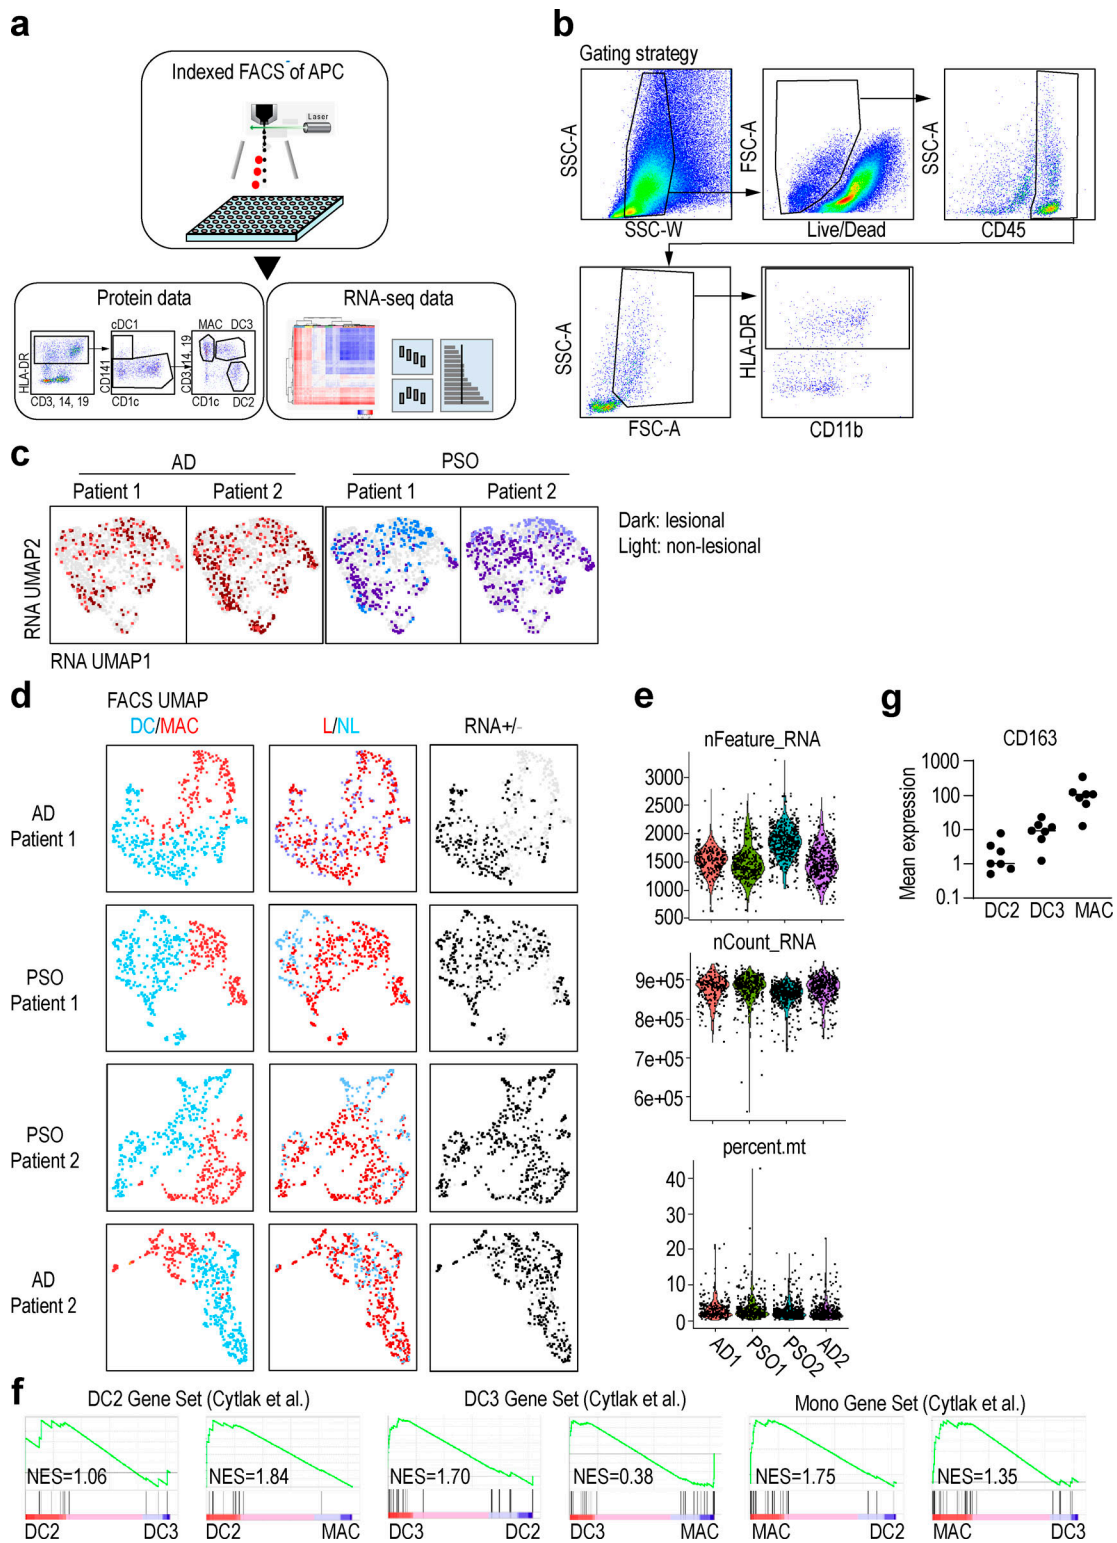 a
Indexed FACS of APC
Laser
Protein data
HLA-DR
CD3, 14, 19
cDC1
CD141
CD1c
MAC DC3
CD3, 14, 19
CD1c DC2
RNA-seq data
b
Gating strategy
SSC-A
SSC-W
FSC-A
Live/Dead
SSC-A
CD45
SSC-A
FSC-A
HLA-DR
CD11b
c
AD PSO
Patient 1 Patient 2 Patient 1 Patient 2
RNA UMAP2
RNA UMAP1
Dark: lesional
Light: non-lesional
d
FACS UMAP
DC/MAC L/NL RNA+/-
AD
Patient 1
PSO
Patient 1
PSO
Patient 2
AD
Patient 2
e
nFeature_RNA
3000
2500
2000
1500
1000
500
nCount_RNA
9e+05
8e+05
7e+05
6e+05
percent.mt
40
30
20
10
0
AD1 PSO1 PSO2 AD2
g
CD163
Mean expression
1000
100
10
1
0.1
DC2 DC3 MAC
f
DC2 Gene Set (Cytlak et al.)
NES=1.06
DC2 DC3
NES=1.84
DC2 MAC
DC3 Gene Set (Cytlak et al.)
NES=1.70
DC3 DC2
NES=0.38
DC3 MAC
Mono Gene Set (Cytlak et al.)
NES=1.75
MAC DC2
NES=1.35
MAC DC3